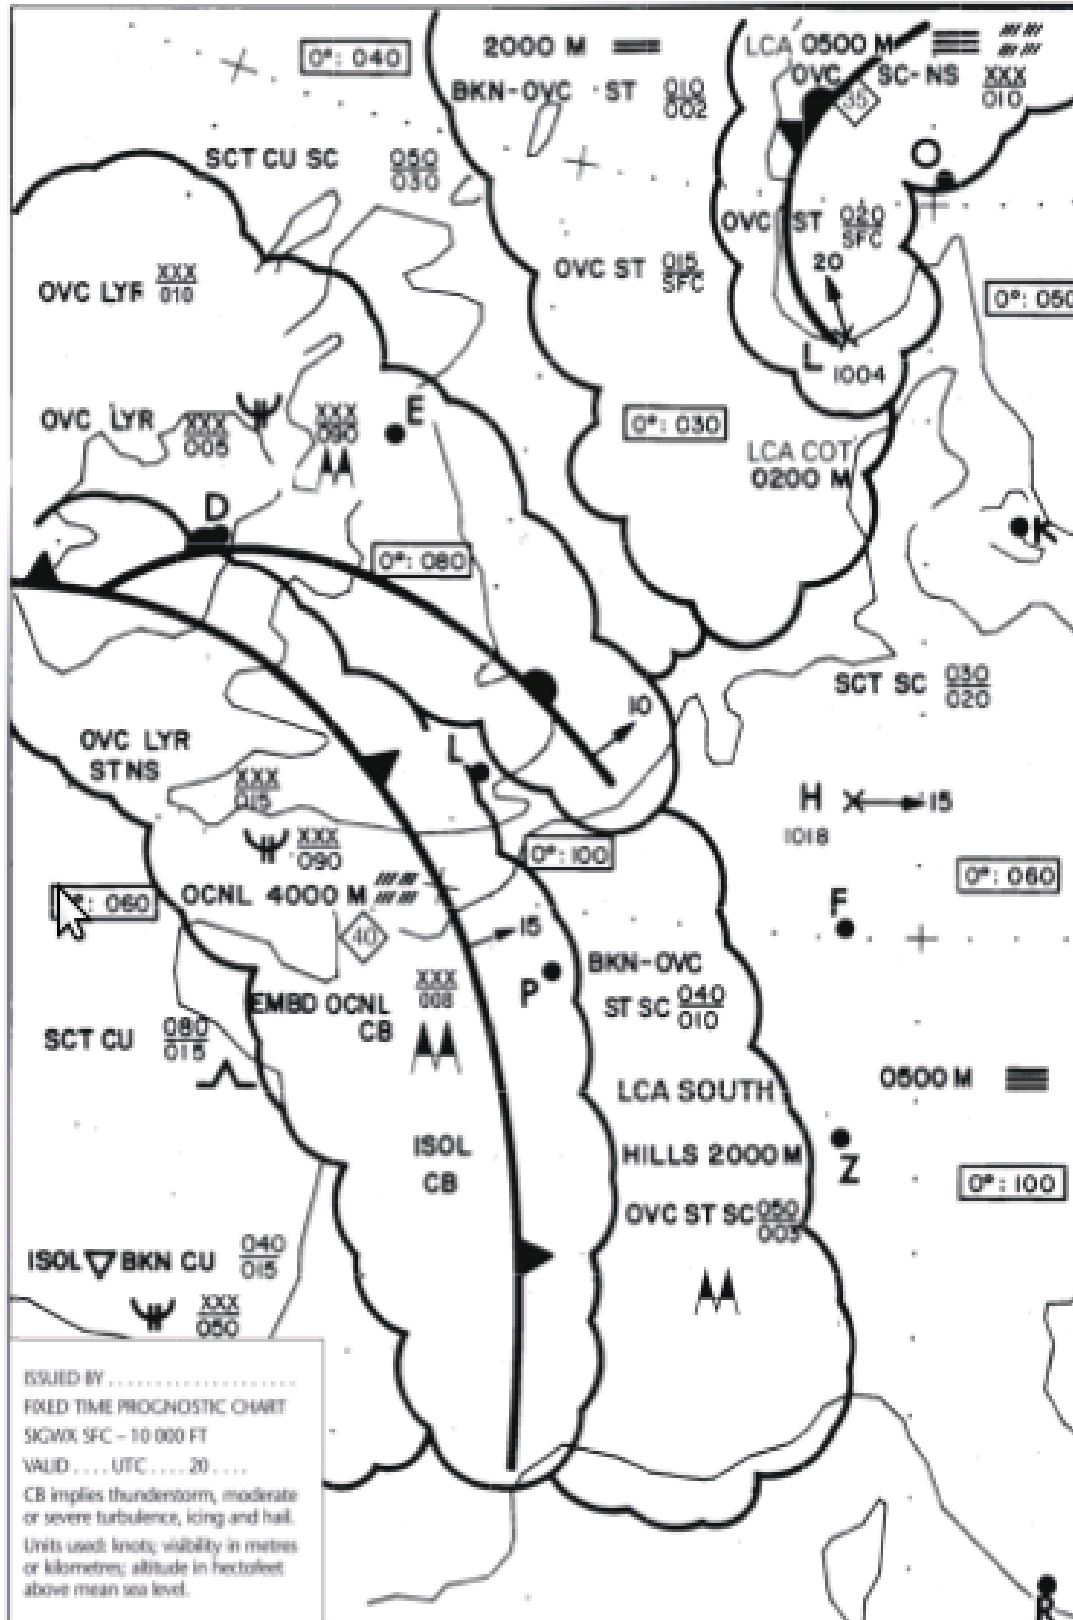 0°: 040
2000 M
LCA 0500 M
OVC SC-NS XXX
010
35
BKN-OVC ST 010
002
SCT CU SC 050
030
O
OVC ST 020
SFC
20
OVC ST 015
SFC
OVC LYR XXX
010
0°: 050
L
1004
OVC LYR XXX
005
XXX
090
E
0°: 030
LCA COT
0200 M
D
K
0°: 080
SCT SC 030
020
10
OVC LYR
ST NS
XXX
015
L
H
15
1018
XXX
090
0°: 100
0°: 060
: 060
OCNL 4000 M
40
15
F
P
BKN-OVC
ST SC 040
010
EMBD OCNL
CB
XXX
008
SCT CU 080
015
LCA SOUTH
0500 M
ISOL
CB
HILLS 2000 M
Z
0°: 100
OVC ST SC 050
003
ISOL BKN CU 040
015
XXX
050
ISSUED BY . . . . . . . . . . . . . . . . . . . . .
FIXED TIME PROGNOSTIC CHART
SIGWX SFC – 10 000 FT
VALID . . . . UTC . . . . 20 . . . .
CB implies thunderstorm, moderate
or severe turbulence, icing and hail.
Units used: knots; visibility in metres
or kilometres; altitude in hectofeet
above mean sea level.
R